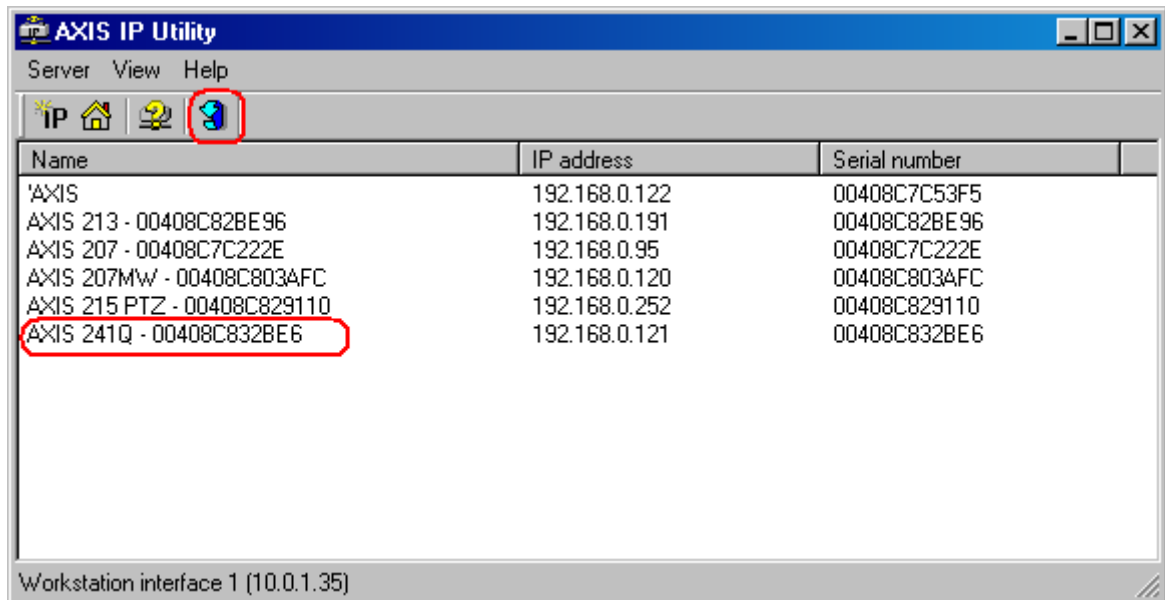 AXIS IP Utility
Server View Help
IP
Name IP address Serial number
'AXIS 192.168.0.122 00408C7C53F5
AXIS 213 - 00408C82BE96 192.168.0.191 00408C82BE96
AXIS 207 - 00408C7C222E 192.168.0.95 00408C7C222E
AXIS 207MW - 00408C803AFC 192.168.0.120 00408C803AFC
AXIS 215 PTZ - 00408C829110 192.168.0.252 00408C829110
AXIS 241Q - 00408C832BE6 192.168.0.121 00408C832BE6
Workstation interface 1 (10.0.1.35)